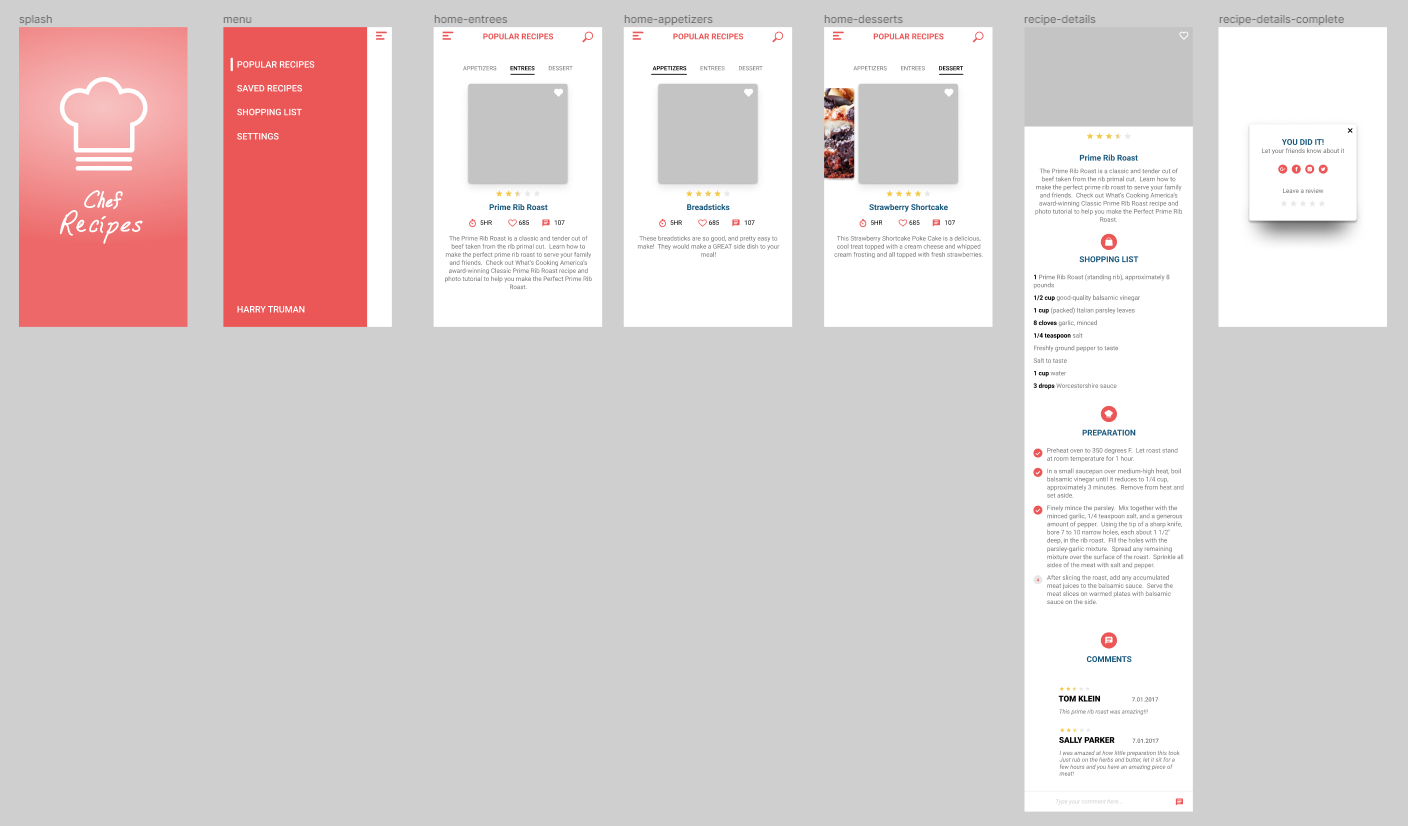 splash
Chef
Recipes
menu
POPULAR RECIPES
SAVED RECIPES
SHOPPING LIST
SETTINGS
HARRY TRUMAN
home-entrees
POPULAR RECIPES
APPETIZERS ENTREES DESSERT
Prime Rib Roast
5HR 685 107
The Prime Rib Roast is a classic and tender cut of
beef taken from the rib primal cut. Learn how to
make the perfect prime rib roast to serve your family
and friends. Check out What's Cooking America's
award-winning Classic Prime Rib Roast recipe and
photo tutorial to help you make the Perfect Prime Rib
Roast.
home-appetizers
POPULAR RECIPES
APPETIZERS ENTREES DESSERT
Breadsticks
5HR 685 107
These breadsticks are so good, and pretty easy to
make! They would make a GREAT side dish to your
meal!
home-desserts
POPULAR RECIPES
APPETIZERS ENTREES DESSERT
Strawberry Shortcake
5HR 685 107
This Strawberry Shortcake Poke Cake is a delicious,
cool treat topped with a cream cheese and whipped
cream frosting and all tapped with fresh strawberries.
recipe-details
Prime Rib Roast
The Prime Rib Roast is a classic and tender cut of
beef taken from the rib primal cut. Learn how to
make the perfect prime rib roast to serve your family
and friends. Check out What's Cooking America's
award-winning Classic Prime Rib Roast recipe and
photo tutorial to help you make the Perfect Prime Rib
Roast.
SHOPPING LIST
1 Prime Rib Roast (standing rib), approximately 8
pounds
1/2 cup good-quality balsamic vinegar
1 cup (packed) Italian parsley leaves
8 cloves garlic, minced
1/4 teaspoon salt
Freshly ground papper to taste
Salt to taste
1 cup water
3 drops Worcestershire sauce
PREPARATION
Preheat oven to 350 degrees F. Let roast stand
at room temperature for 1 hour.
In a small saucepan over medium-high heat, boil
balsamic vinegar until it reduces to 1/4 cup,
approximately 3 minutes. Remove from heat and
set aside.
Finely mince the parsley. Mix together with the
minced garlic, 1/4 teaspoon salt, and a generous
amount of pepper. Using the tip of a sharp knife,
bore 7 to 10 narrow holes, each about 1 1/2"
deep, in the rib roast. Fill the holes with the
parsley-garlic mixture. Spread any remaining
mixture over the surface of the roast. Sprinkle all
sides of the meat with salt and pepper.
After slicing the roast, add any accumulated
meat juices to the balsamic sauce. Serve the
meat slices on warmed plates with balsamic
sauce on the side.
COMMENTS
TOM KLEIN 7.01.2017
This prime rib roast was amazing!!!
SALLY PARKER 7.01.2017
I was amazed at how little preparation this took
Just rub on the herbs and butter, let it sit for a
few hours and you have an amazing piece of
meat!
Type your comment here...
recipe-details-complete
YOU DID IT!
Let your friends know about it
Leave a review